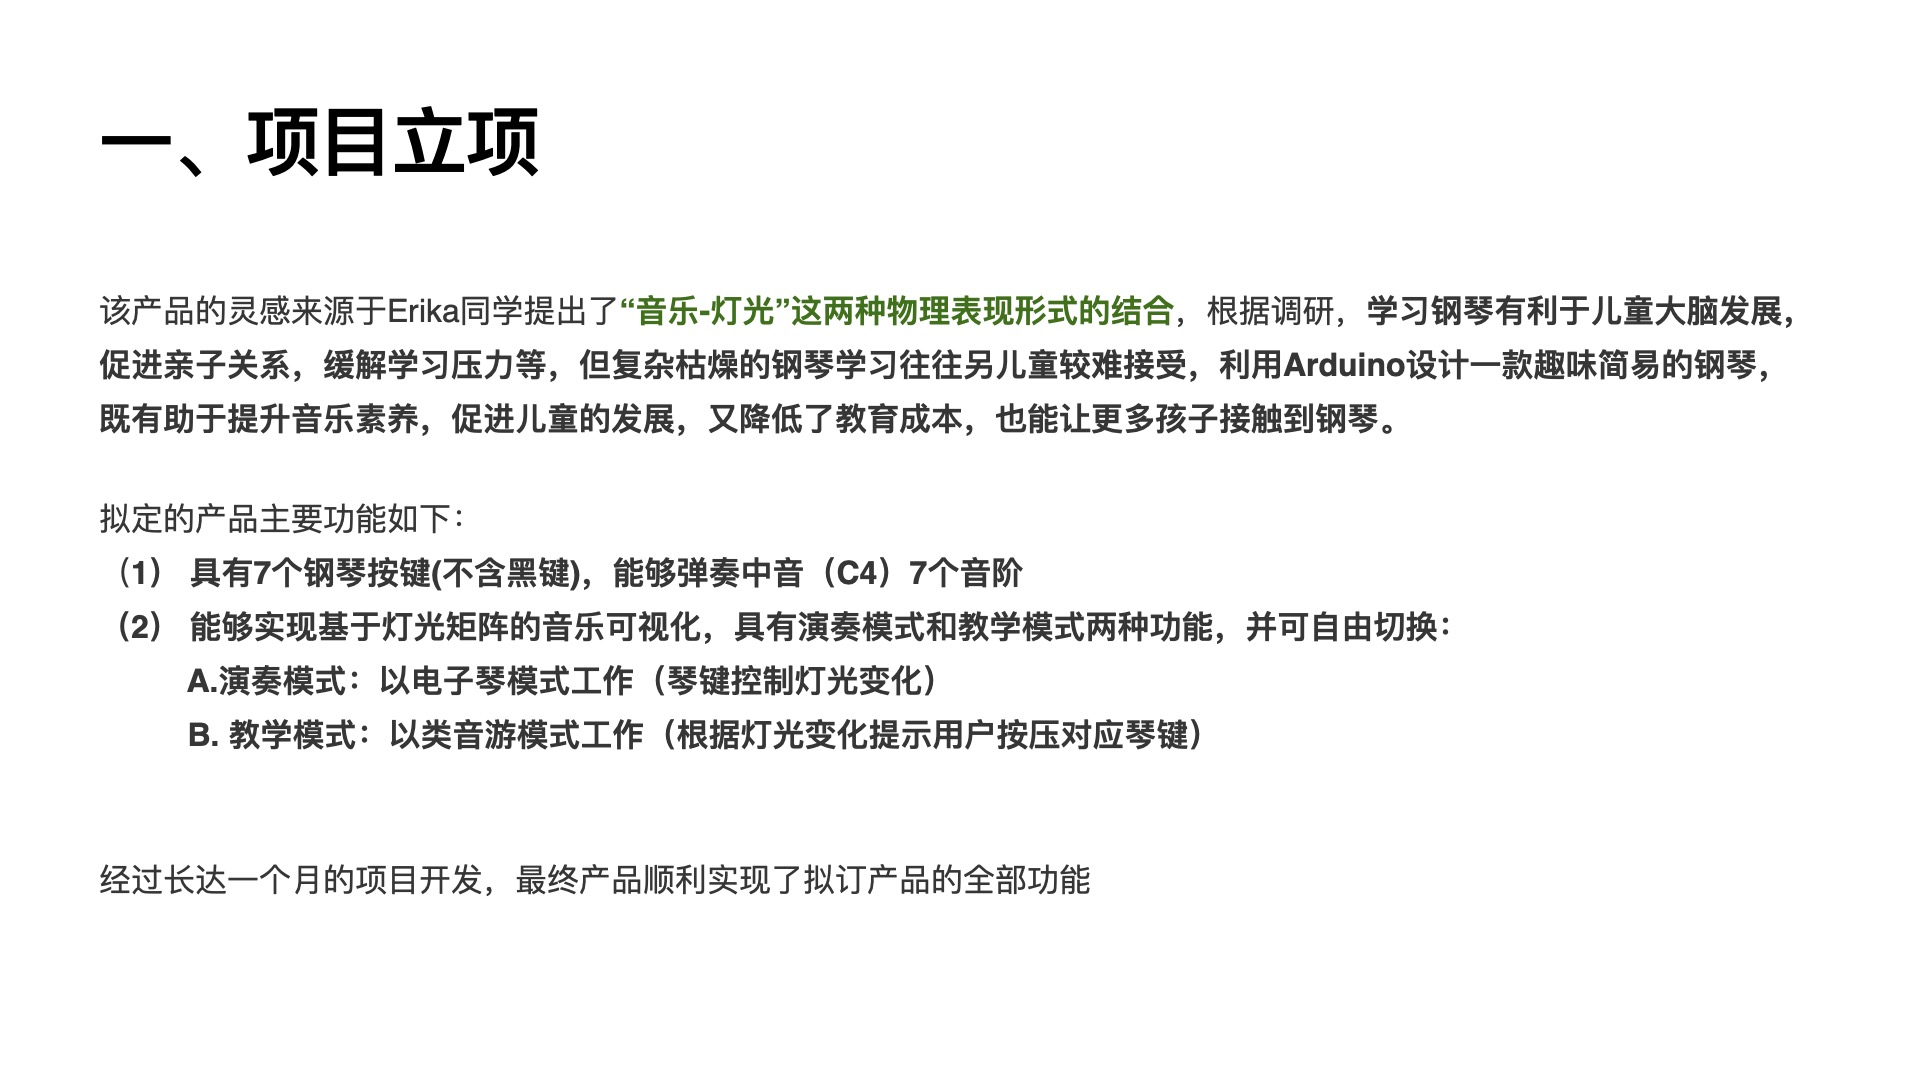 一、项目立项
该产品的灵感来源于Erika同学提出了“音乐-灯光”这两种物理表现形式的结合，根据调研，学习钢琴有利于儿童大脑发展，
促进亲子关系，缓解学习压力等，但复杂枯燥的钢琴学习往往另儿童较难接受，利用Arduino设计一款趣味简易的钢琴，
既有助于提升音乐素养，促进儿童的发展，又降低了教育成本，也能让更多孩子接触到钢琴。
拟定的产品主要功能如下：
（1） 具有7个钢琴按键(不含黑键)，能够弹奏中音（C4）7个音阶
（2） 能够实现基于灯光矩阵的音乐可视化，具有演奏模式和教学模式两种功能，并可自由切换：
A.演奏模式：以电子琴模式工作（琴键控制灯光变化）
B. 教学模式：以类音游模式工作（根据灯光变化提示用户按压对应琴键）
经过长达一个月的项目开发，最终产品顺利实现了拟订产品的全部功能